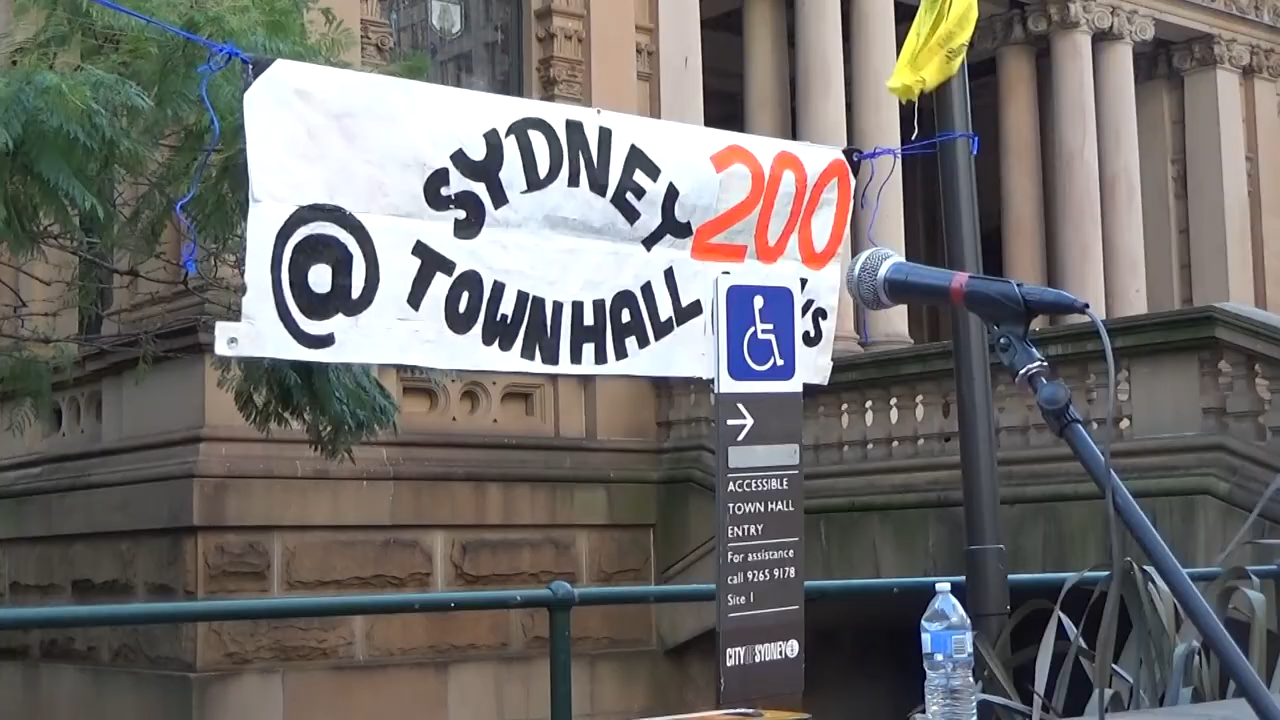 SYDNEY 200
@ TOWNHALL
ACCESSIBLE
TOWN HALL
ENTRY
For assistance
call 9265 9178
Site 1
CITY OF SYDNEY